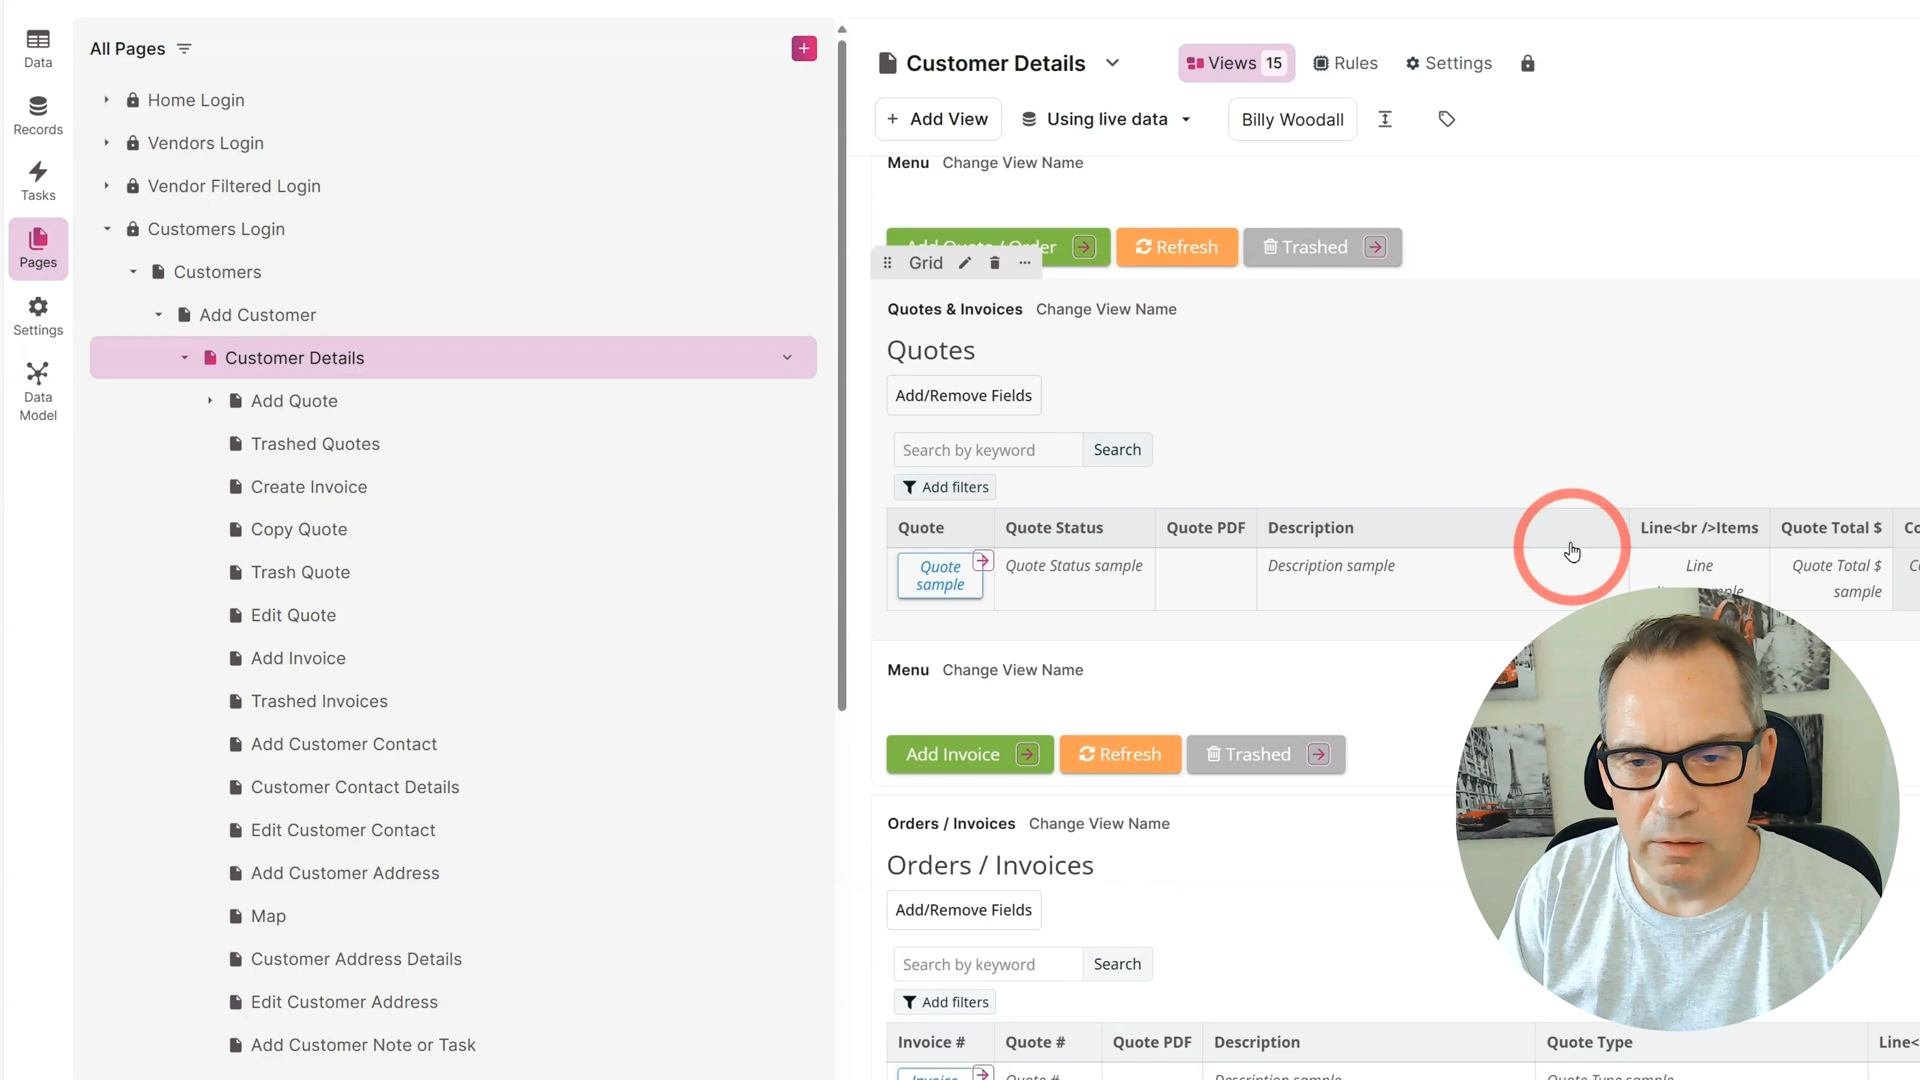 Data
Records
Tasks
Pages
Settings
Data
Model
All Pages
Home Login
Vendors Login
Vendor Filtered Login
Customers Login
Customers
Add Customer
Customer Details
Add Quote
Trashed Quotes
Create Invoice
Copy Quote
Trash Quote
Edit Quote
Add Invoice
Trashed Invoices
Add Customer Contact
Customer Contact Details
Edit Customer Contact
Add Customer Address
Map
Customer Address Details
Edit Customer Address
Add Customer Note or Task
Customer Details
Views 15
Rules
Settings
+ Add View
Using live data
Billy Woodall
Menu Change View Name
Add Quote / Order
Refresh
Trashed
Grid
Quotes & Invoices Change View Name
Quotes
Add/Remove Fields
Search by keyword Search
Add filters
Quote Quote Status Quote PDF Description Line<br />Items Quote Total $ Co
Quote sample Quote Status sample Description sample Line Quote Total $ sample
Menu Change View Name
Add Invoice Refresh Trashed
Orders / Invoices Change View Name
Orders / Invoices
Add/Remove Fields
Search by keyword Search
Add filters
Invoice # Quote # Quote PDF Description Quote Type Line<
Invoice Quote # Description sample Quote Type sample